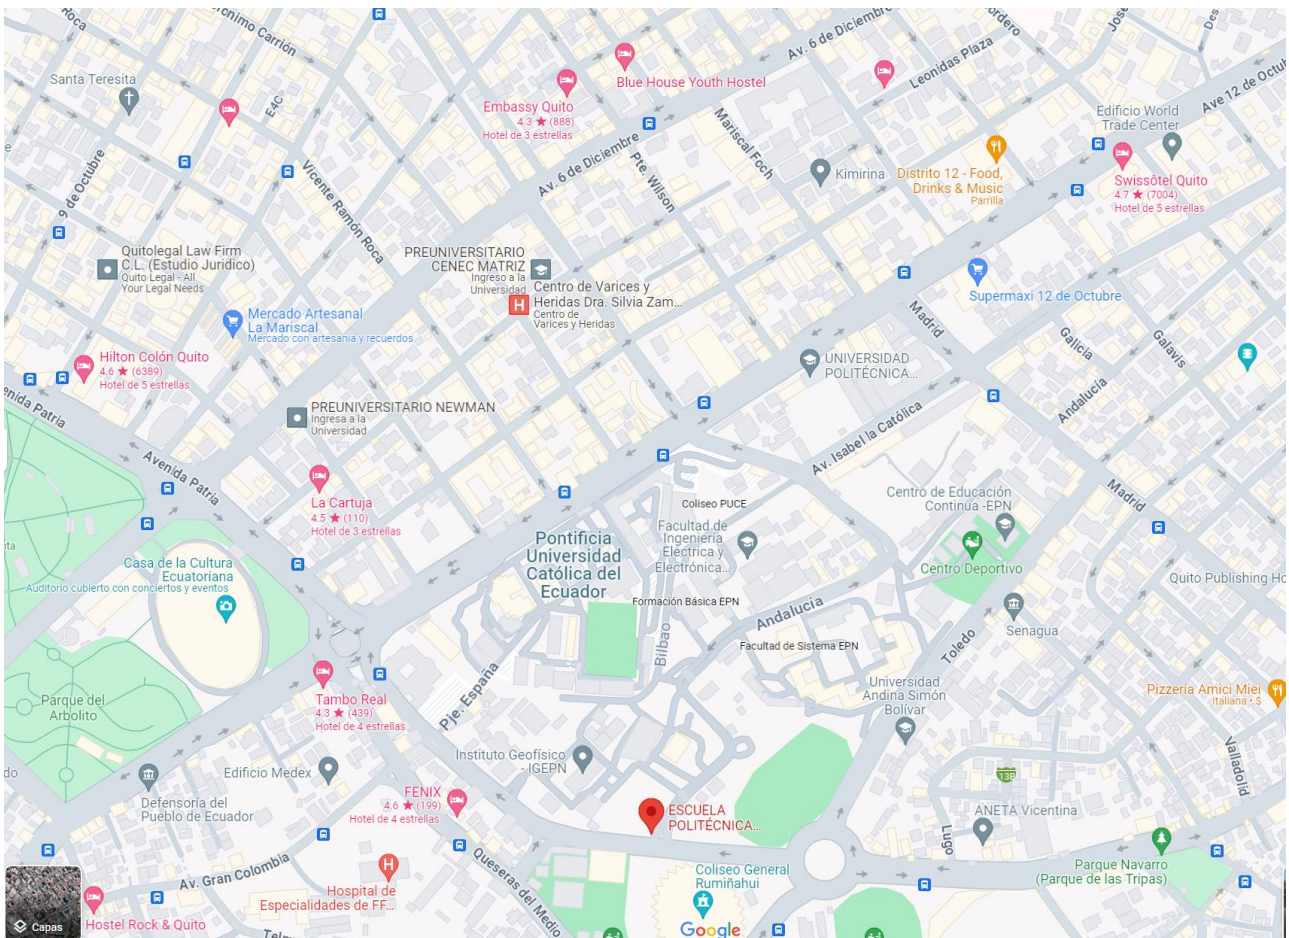 Roca
Jerónimo Carrión
Av. 6 de Diciembre
Leonidas Plaza
Cordero
José
Des
Ave 12 de Octub
Santa Teresita
E4C
Blue House Youth Hostel
Embassy Quito
4.3 ★ (888)
Hotel de 3 estrellas
Mariscal Foch
Edificio World
Trade Center
Vicente Ramón Roca
Av. 6 de Diciembre
Pte. Wilson
Kimirina
Distrito 12 - Food,
Drinks & Music
Parrilla
Swissôtel Quito
4.7 ★ (7004)
Hotel de 5 estrellas
9 de Octubre
Quitolegal Law Firm
C.L. (Estudio Juridico)
Quito Legal - All
Your Legal Needs
PREUNIVERSITARIO
CENEC MATRIZ
Ingreso a la
Universidad
Centro de Varices y
Heridas Dra. Silvia Zam...
Centro de
Varices y Heridas
Supermaxi 12 de Octubre
Mercado Artesanal
La Mariscal
Mercado con artesanía y recuerdos
Madrid
Galicia
Galavis
Hilton Colón Quito
4.6 ★ (6389)
Hotel de 5 estrellas
UNIVERSIDAD
POLITÉCNICA...
Andalucía
enida Patria
PREUNIVERSITARIO NEWMAN
Ingresa a la
Universidad
Av. Isabel la Católica
Avenida Patria
La Cartuja
4.5 ★ (110)
Hotel de 3 estrellas
Coliseo PUCE
Centro de Educación
Continua -EPN
Madrid
Facultad de
Ingeniería
Eléctrica y
Electrónica...
Pontificia
Universidad
Católica del
Ecuador
nta
Casa de la Cultura
Ecuatoriana
Auditorio cubierto con conciertos y eventos
Centro Deportivo
Quito Publishing Ho
Formación Básica EPN
Andalucía
Senagua
Bilbao
Facultad de Sistema EPN
Toledo
Tambo Real
4.3 ★ (439)
Hotel de 4 estrellas
Pje. España
Universidad
Andina Simón
Bolívar
Pizzería Amici Miei
Italiana · $
Parque del
Arbolito
Instituto Geofísico
- IGEPN
Valladolid
do
Edificio Medex
13B
Defensoría del
Pueblo de Ecuador
FENIX
4.6 ★ (199)
Hotel de 4 estrellas
ESCUELA
POLITÉCNICA...
ANETA Vicentina
Lugo
Av. Gran Colombia
Queseras del Medio
Coliseo General
Rumiñahui
Parque Navarro
(Parque de las Tripas)
Hospital de
Especialidades de FF...
Capas
Hostel Rock & Quito
Telm
Google